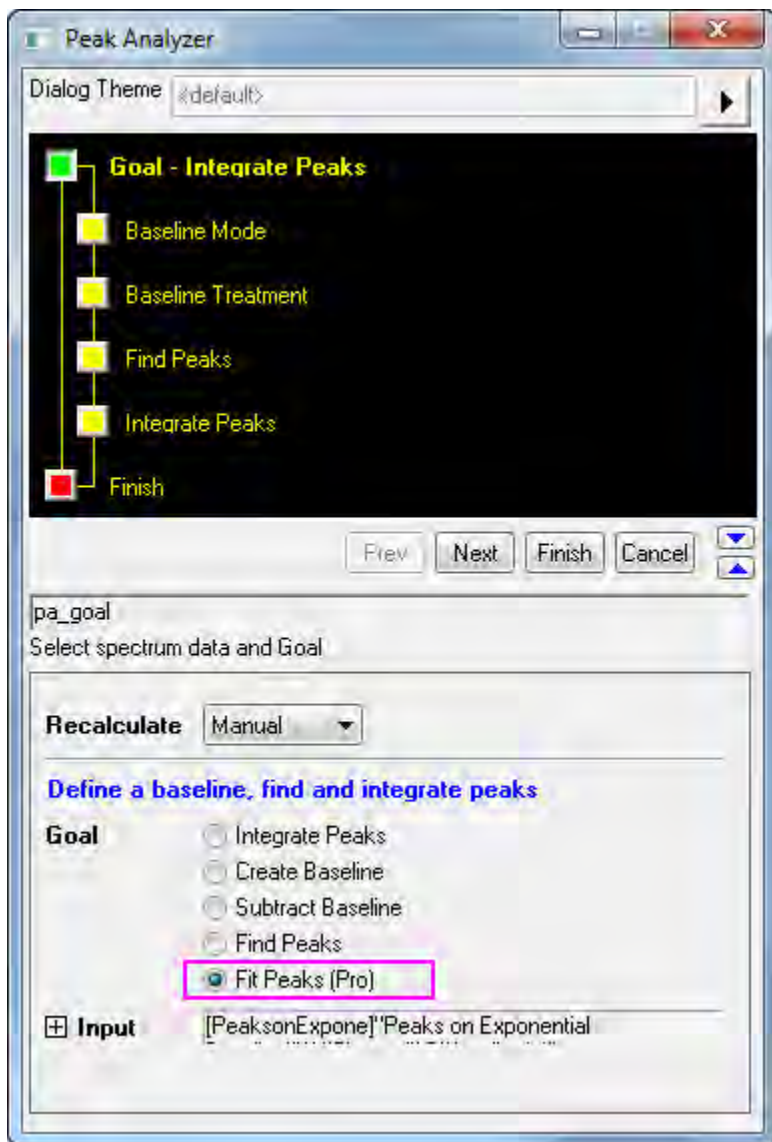 Peak Analyzer
Dialog Theme <default>
Goal - Integrate Peaks
Baseline Mode
Baseline Treatment
Find Peaks
Integrate Peaks
Finish
Prev Next Finish Cancel
pa_goal
Select spectrum data and Goal
Recalculate Manual
Define a baseline, find and integrate peaks
Goal Integrate Peaks
Create Baseline
Subtract Baseline
Find Peaks
Fit Peaks (Pro)
Input [PeaksonExpone]"Peaks on Exponential